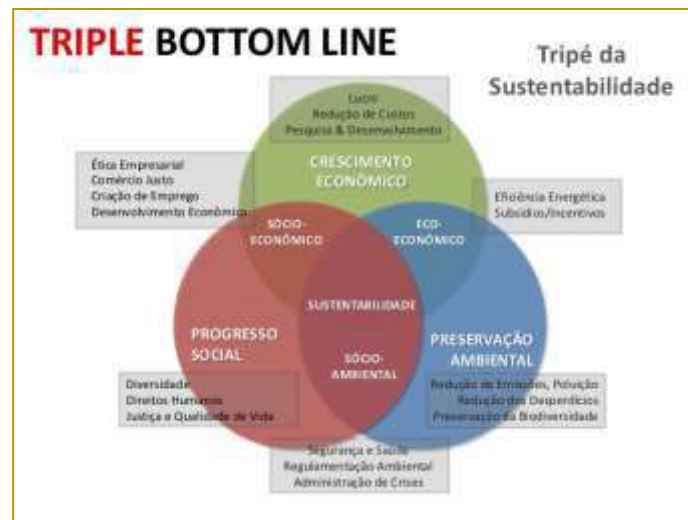 TRIPLE BOTTOM LINE
Tripé da
Sustentabilidade
Lucro
Redução de Custos
Pesquisa & Desenvolvimento
CRESCIMENTO
ECONÔMICO
Ética Empresarial
Comércio Justo
Criação de Emprego
Desenvolvimento Econômico
Eficiência Energética
Subsídios/Incentivos
SÓCIO-
ECONÔMICO
ECO-
ECONÔMICO
SUSTENTABILIDADE
PROGRESSO
SOCIAL
PRESERVAÇÃO
AMBIENTAL
SÓCIO-
AMBIENTAL
Diversidade
Direitos Humanos
Justiça e Qualidade de Vida
Redução de Emissões, Poluição
Redução dos Desperdícios
Preservação da Biodiversidade
Segurança e Saúde
Regulamentação Ambiental
Administração de Crises